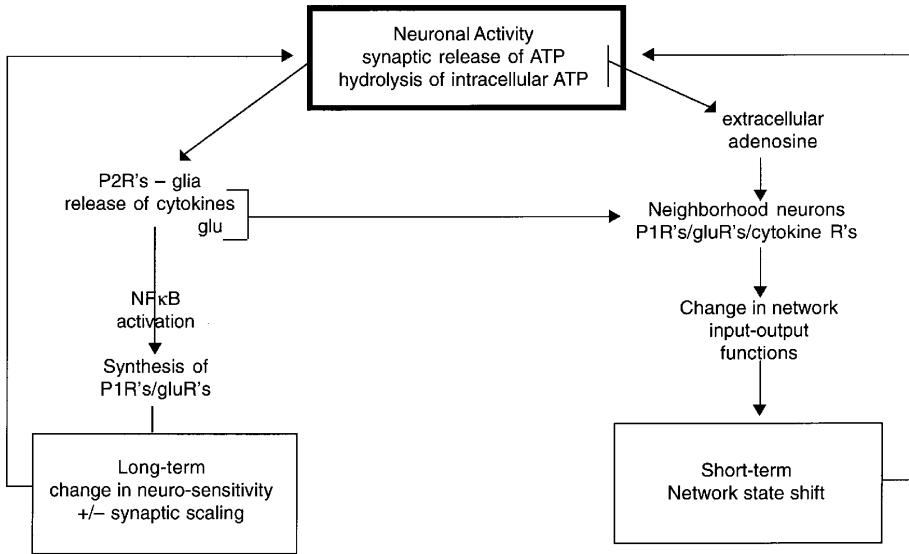 Neuronal Activity
synaptic release of ATP
hydrolysis of intracellular ATP
extracellular
adenosine
P2R's – glia
release of cytokines
glu
Neighborhood neurons
P1R's/gluR's/cytokine R's
NFκB
activation
Change in network
input-output
functions
Synthesis of
P1R's/gluR's
Long-term
change in neuro-sensitivity
+/– synaptic scaling
Short-term
Network state shift